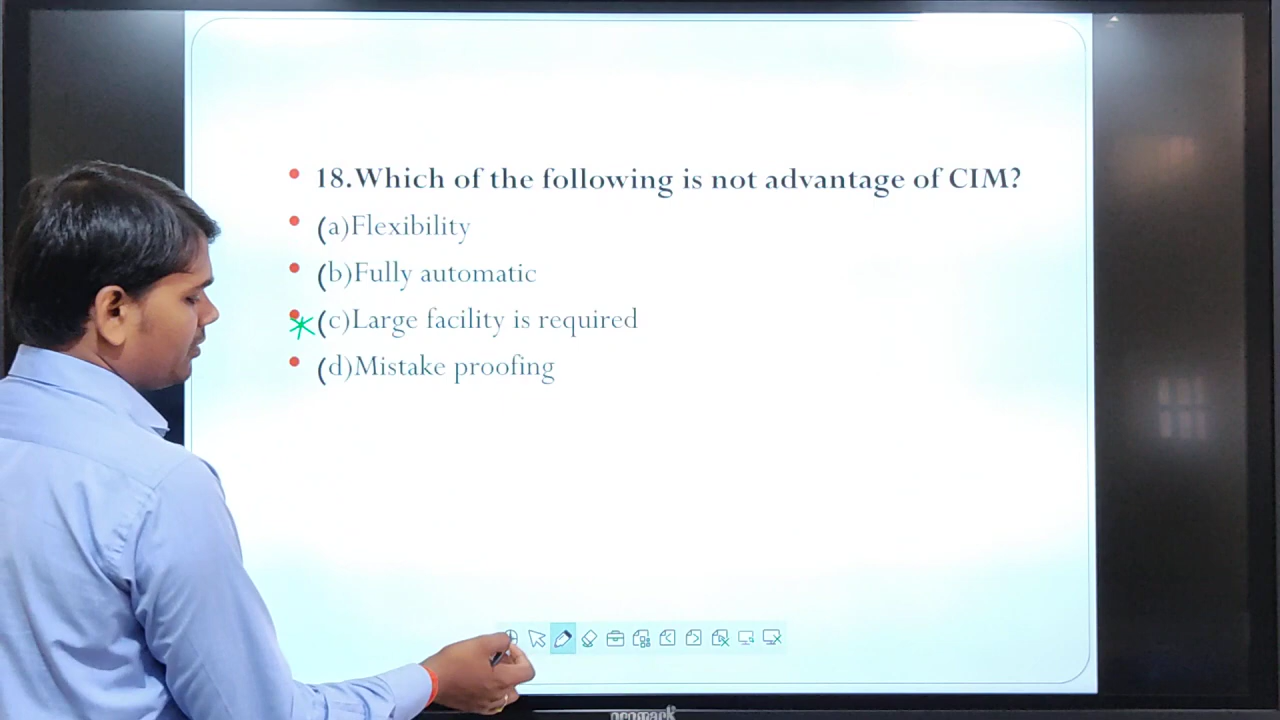 18.Which of the following is not advantage of CIM?
(a)Flexibility
(b)Fully automatic
(c)Large facility is required
(d)Mistake proofing